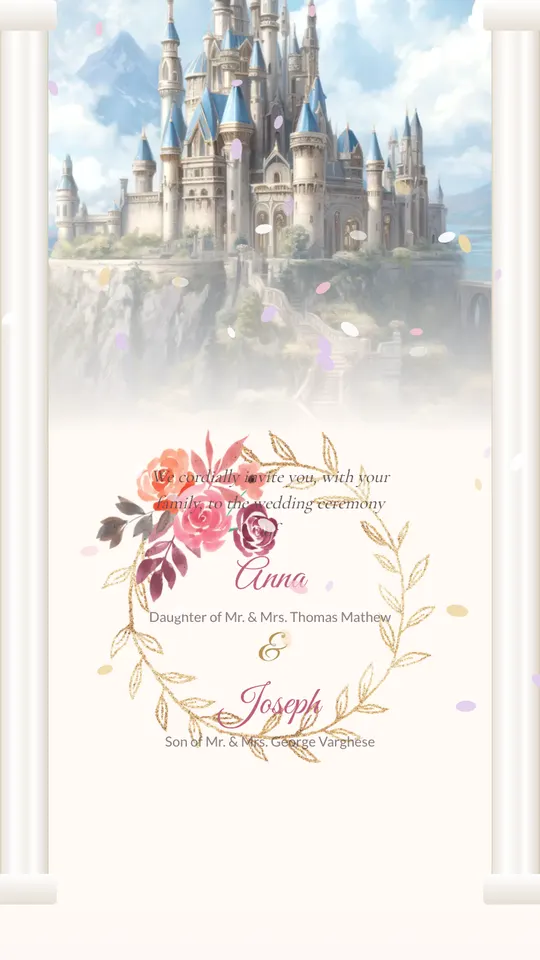 We cordially invite you, with your
family, to the wedding ceremony
of
Anna
Daughter of Mr. & Mrs. Thomas Mathew
&
Joseph
Son of Mr. & Mrs. George Varghese